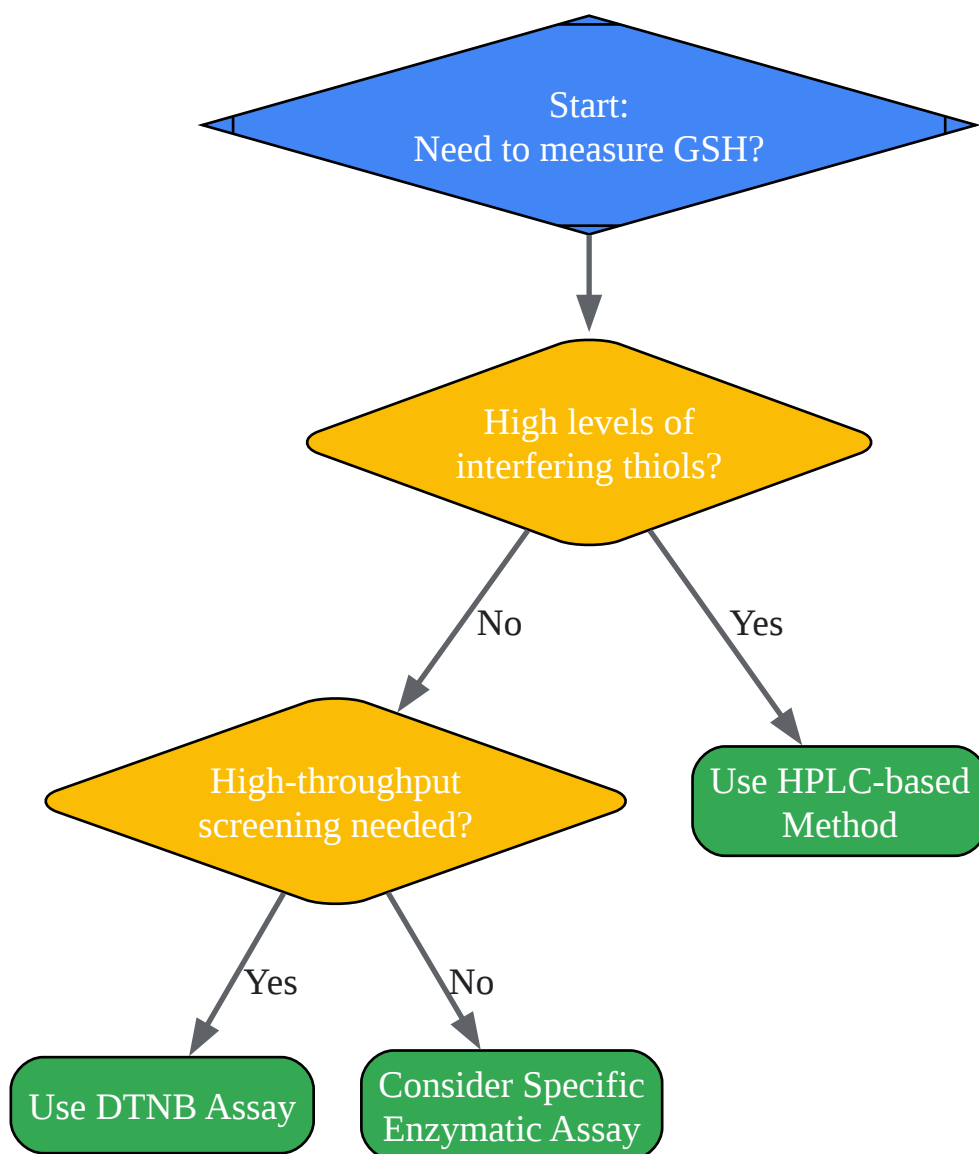 Start:
Need to measure GSH?
High levels of
interfering thiols?
No
Yes
High-throughput
screening needed?
Use HPLC-based
Method
Yes
No
Use DTNB Assay
Consider Specific
Enzymatic Assay